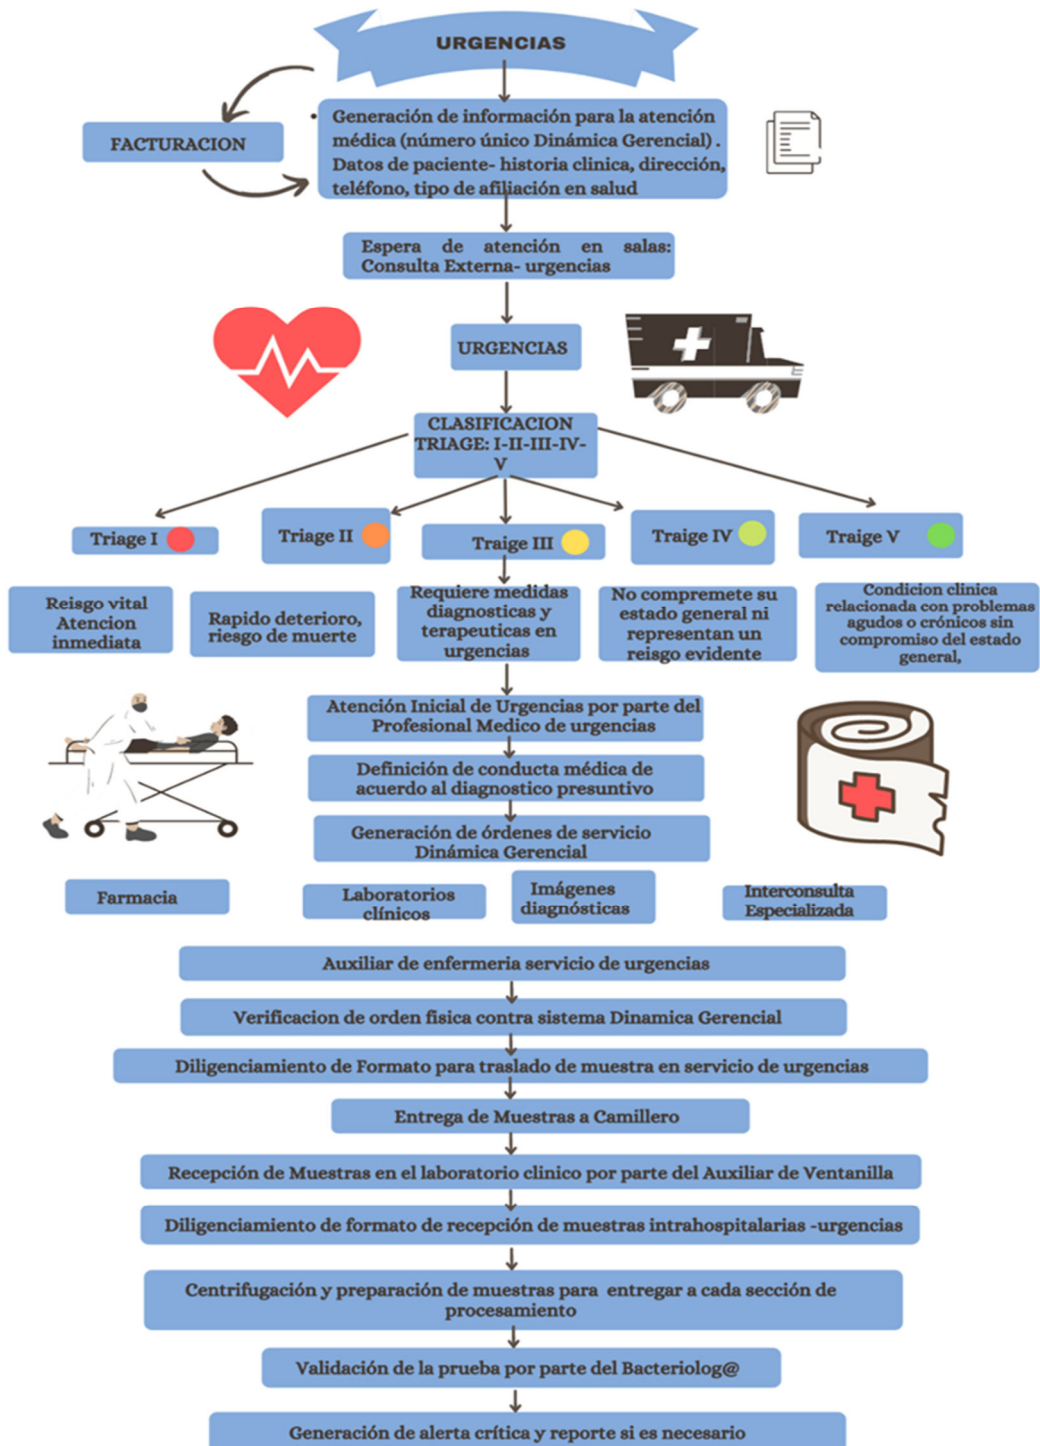 URGENCIAS
FACTURACION
Generación de información para la atención
médica (número único Dinámica Gerencial) .
Datos de paciente- historia clinica, dirección,
teléfono, tipo de afiliación en salud
Espera de atención en salas:
Consulta Externa- urgencias
URGENCIAS
CLASIFICACION
TRIAGE: I-II-III-IV-
V
Triage I
Triage II
Traige III
Traige IV
Traige V
Reisgo vital
Atencion
inmediata
Rapido deterioro,
riesgo de muerte
Requiere medidas
diagnosticas y
terapeuticas en
urgencias
No compromete su
estado general ni
representan un
reisgo evidente
Condicion clinica
relacionada con problemas
agudos o crónicos sin
compromiso del estado
general,
Atención Inicial de Urgencias por parte del
Profesional Medico de urgencias
Definición de conducta médica de
acuerdo al diagnostico presuntivo
Generación de órdenes de servicio
Dinámica Gerencial
Farmacia
Laboratorios
clínicos
Imágenes
diagnósticas
Interconsulta
Especializada
Auxiliar de enfermeria servicio de urgencias
Verificacion de orden fisica contra sistema Dinamica Gerencial
Diligenciamiento de Formato para traslado de muestra en servicio de urgencias
Entrega de Muestras a Camillero
Recepción de Muestras en el laboratorio clinico por parte del Auxiliar de Ventanilla
Diligenciamiento de formato de recepción de muestras intrahospitalarias -urgencias
Centrifugación y preparación de muestras para entregar a cada sección de
procesamiento
Validación de la prueba por parte del Bacteriolog@
Generación de alerta crítica y reporte si es necesario